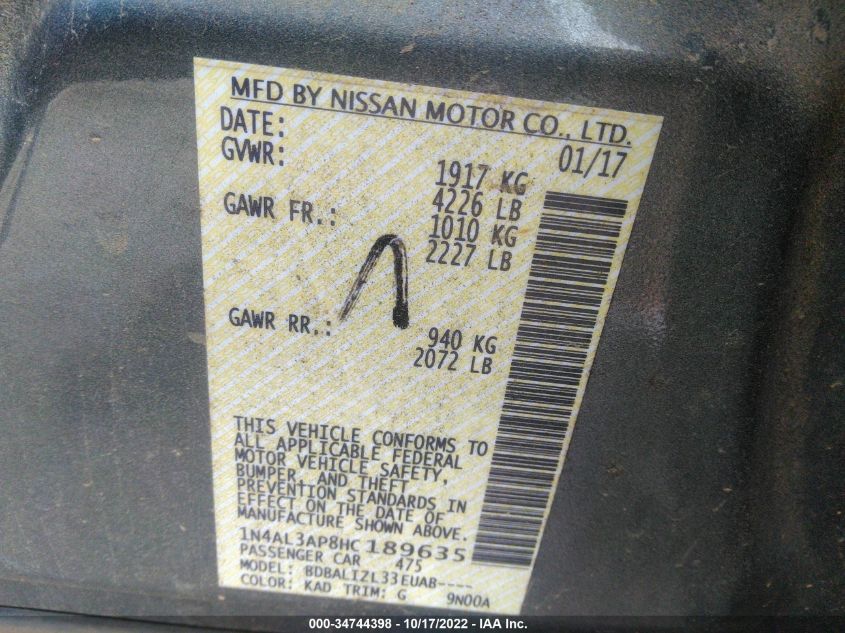 MFD BY NISSAN MOTOR CO., LTD.
DATE: 01/17
GVWR: 1917 KG
4226 LB
GAWR FR.: 1010 KG
2227 LB
GAWR RR.: 940 KG
2072 LB
THIS VEHICLE CONFORMS TO
ALL APPLICABLE FEDERAL
MOTOR VEHICLE SAFETY,
BUMPER, AND THEFT
PREVENTION STANDARDS IN
EFFECT ON THE DATE OF
MANUFACTURE SHOWN ABOVE.
1N4AL3AP8HC 189635
PASSENGER CAR 475
MODEL: BDBALIZL33EUAB----
COLOR: KAD TRIM: G 9N00A
000-34744398 - 10/17/2022 - IAA Inc.